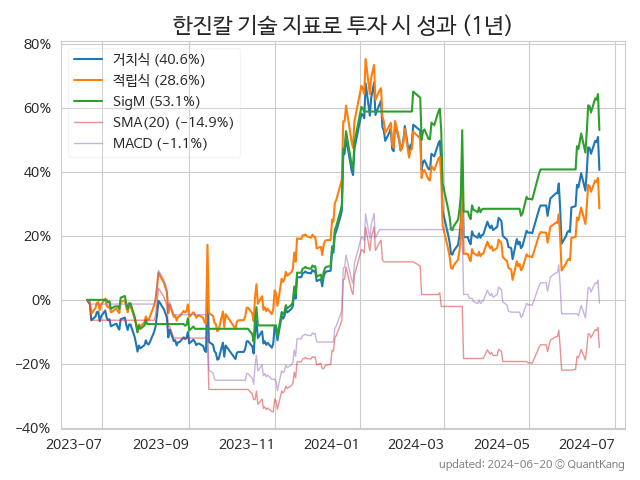 한진칼 기술 지표로 투자 시 성과 (1년)
거치식 (40.6%)
적립식 (28.6%)
SigM (53.1%)
SMA(20) (−14.9%)
MACD (−1.1%)
80%
60%
40%
20%
0%
−20%
−40%
2023-07 2023-09 2023-11 2024-01 2024-03 2024-05 2024-07
updated: 2024-06-20 © QuantKang